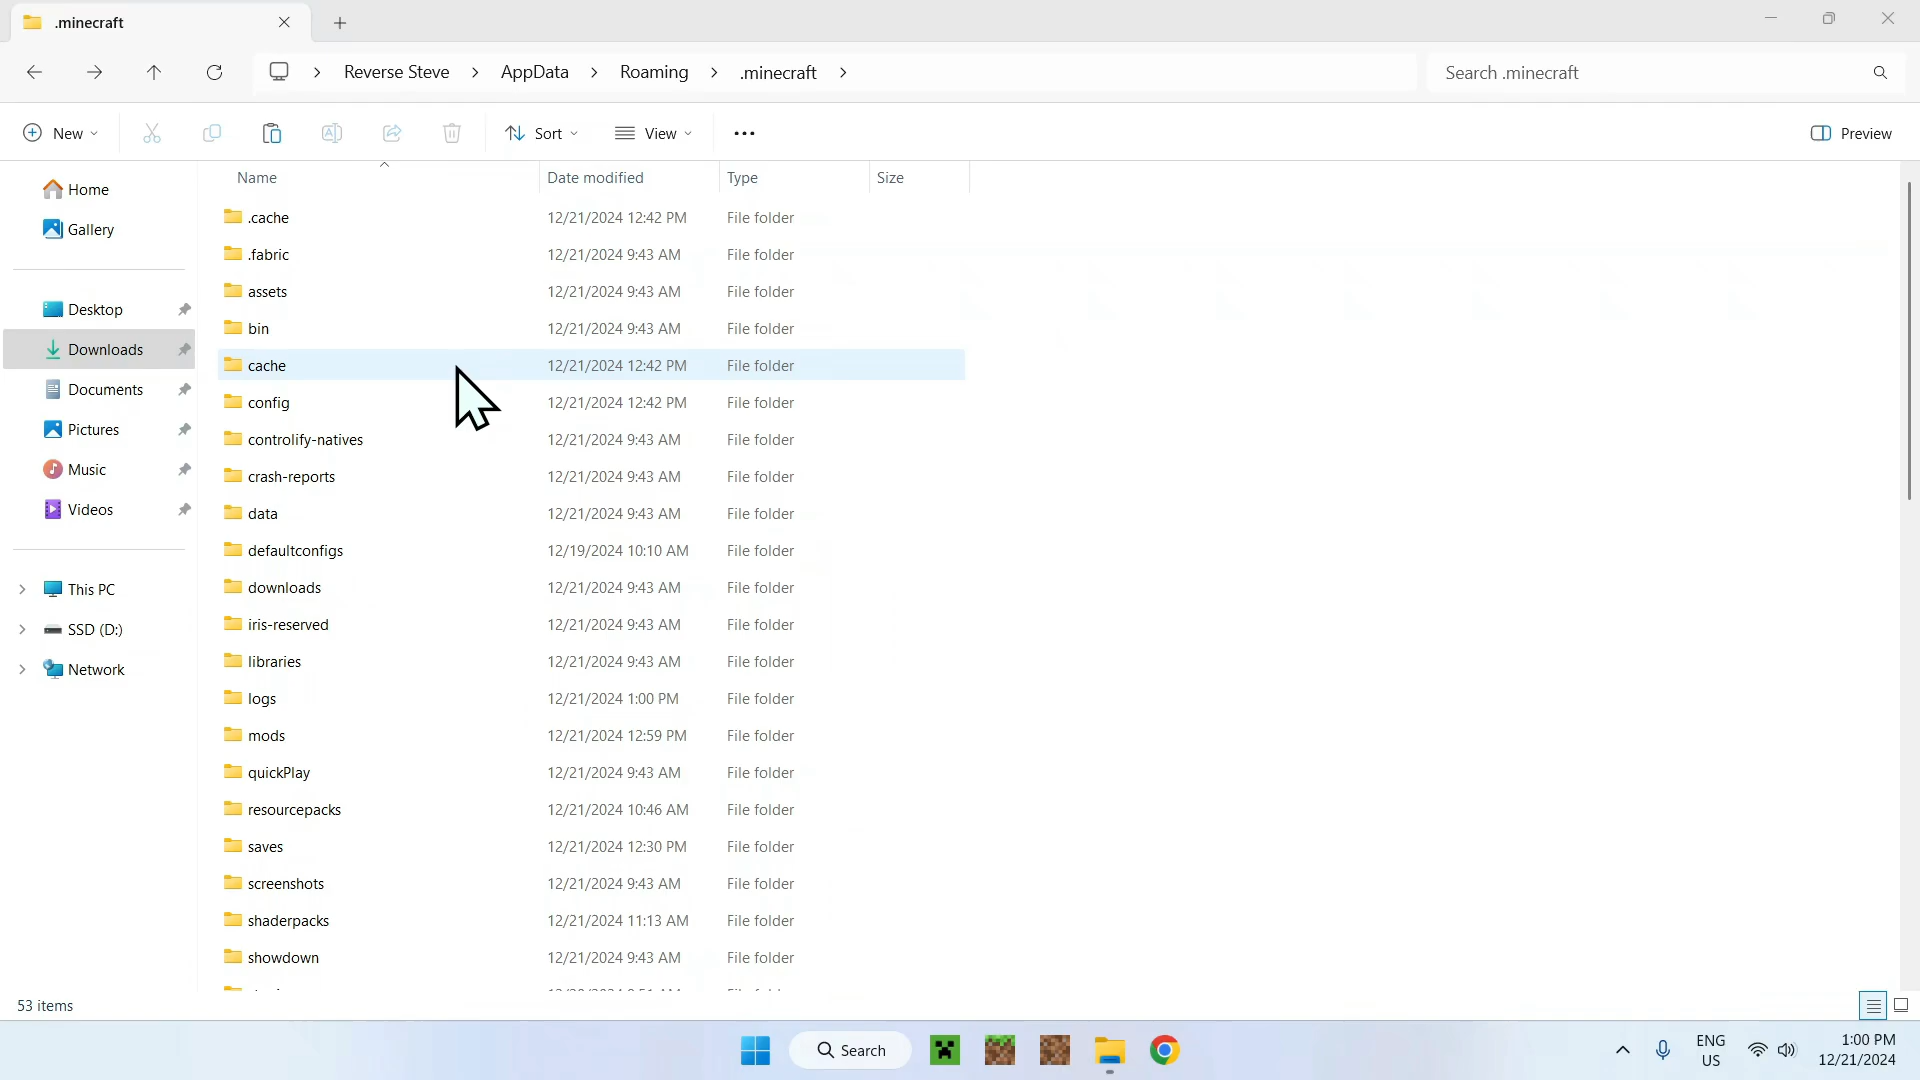 .minecraft
Reverse Steve
AppData
Roaming
.minecraft
Search .minecraft
New
Sort
View
Preview
Name
Date modified
Type
Size
Home
Gallery
Desktop
Downloads
Documents
Pictures
Music
Videos
This PC
SSD (D:)
Network
.cache 12/21/2024 12:42 PM File folder
.fabric 12/21/2024 9:43 AM File folder
assets 12/21/2024 9:43 AM File folder
bin 12/21/2024 9:43 AM File folder
cache 12/21/2024 12:42 PM File folder
config 12/21/2024 12:42 PM File folder
controlify-natives 12/21/2024 9:43 AM File folder
crash-reports 12/21/2024 9:43 AM File folder
data 12/21/2024 9:43 AM File folder
defaultconfigs 12/19/2024 10:10 AM File folder
downloads 12/21/2024 9:43 AM File folder
iris-reserved 12/21/2024 9:43 AM File folder
libraries 12/21/2024 9:43 AM File folder
logs 12/21/2024 1:00 PM File folder
mods 12/21/2024 12:59 PM File folder
quickPlay 12/21/2024 9:43 AM File folder
resourcepacks 12/21/2024 10:46 AM File folder
saves 12/21/2024 12:30 PM File folder
screenshots 12/21/2024 9:43 AM File folder
shaderpacks 12/21/2024 11:13 AM File folder
showdown 12/21/2024 9:43 AM File folder
53 items
Search
ENG
US
1:00 PM
12/21/2024